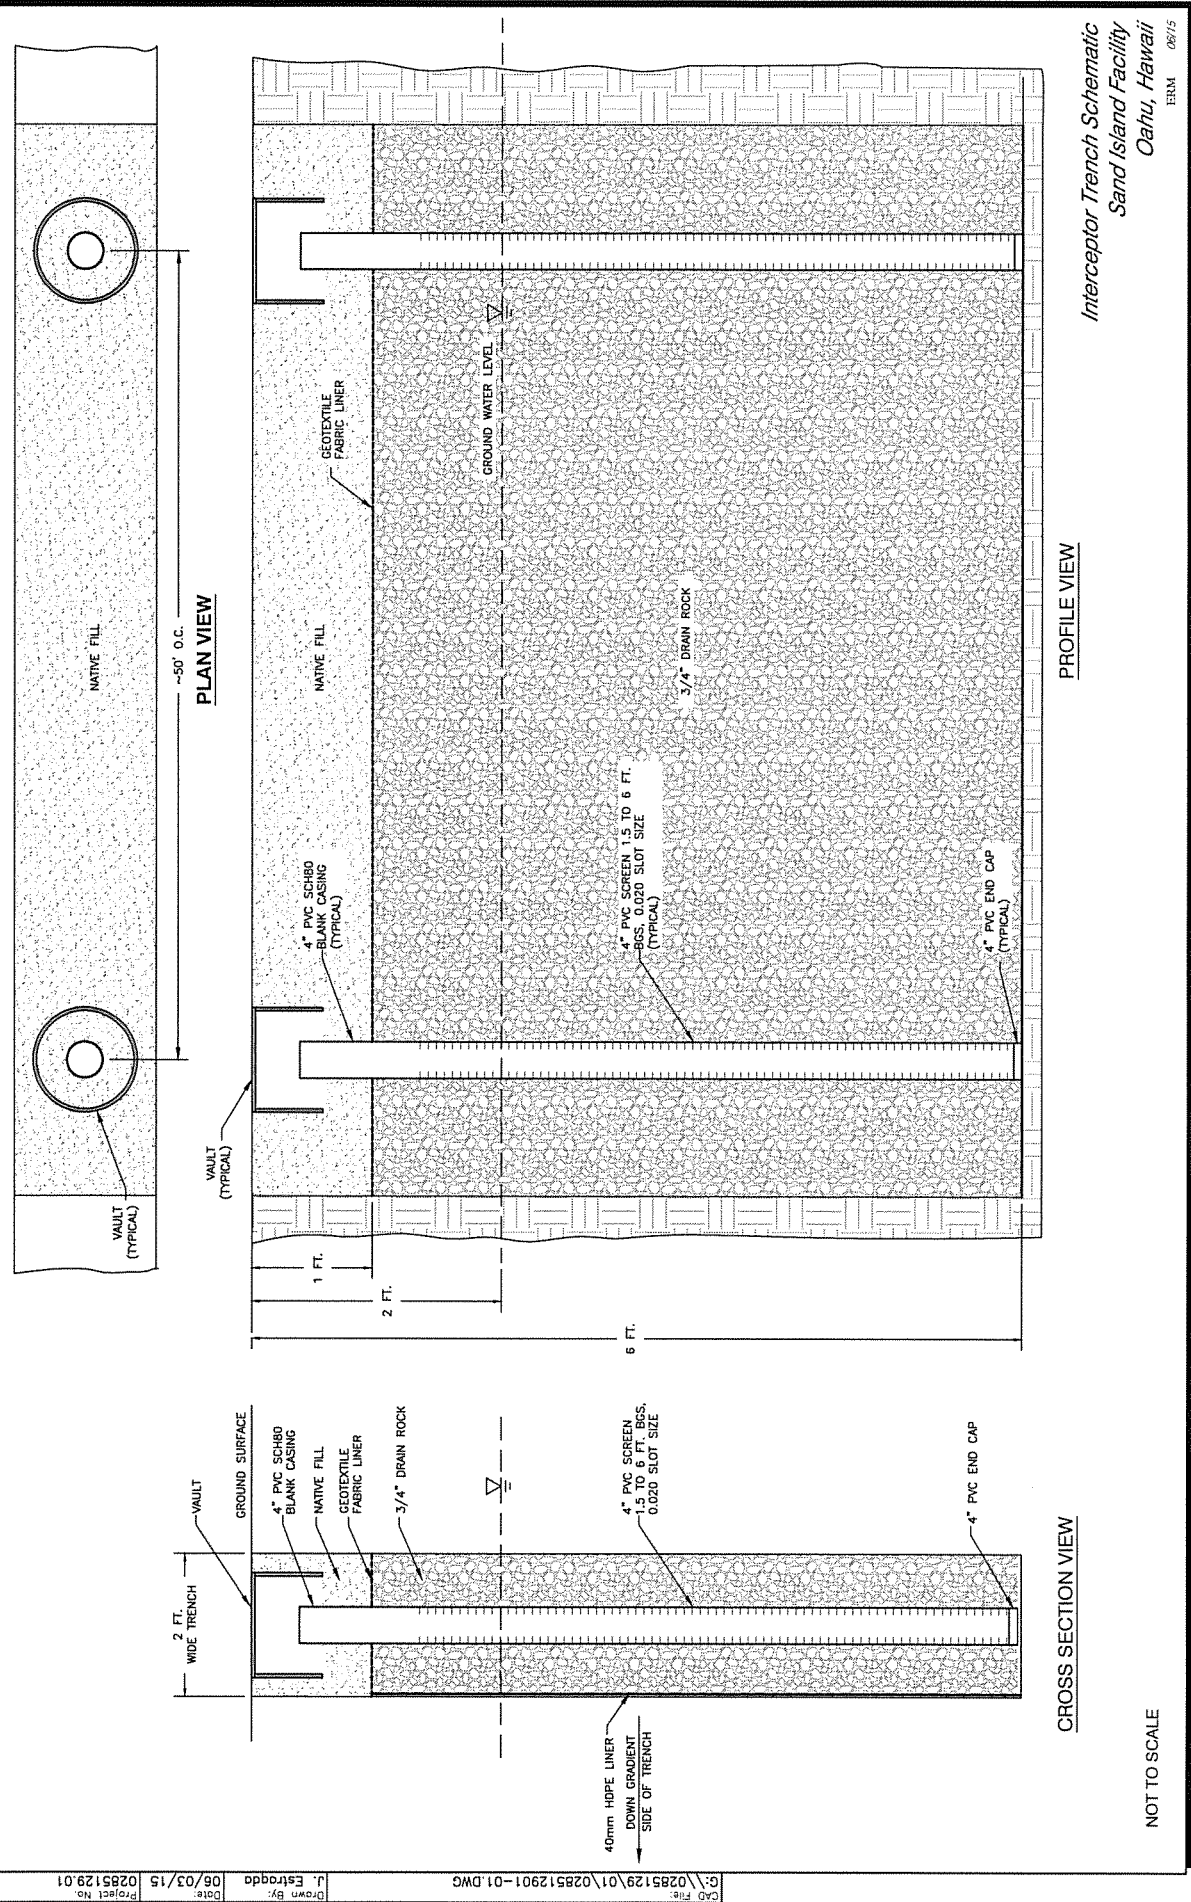 NATIVE FILL
VAULT
(TYPICAL)
~50' O.C.
PLAN VIEW
VAULT
(TYPICAL)
4" PVC SCH80
BLANK CASING
(TYPICAL)
NATIVE FILL
GEOTEXTILE
FABRIC LINER
GROUND WATER LEVEL
4" PVC SCREEN 1.5 TO 6 FT.
BGS, 0.020 SLOT SIZE
(TYPICAL)
3/4" DRAIN ROCK
4" PVC END CAP
(TYPICAL)
1 FT.
2 FT.
6 FT.
PROFILE VIEW
2 FT.
WIDE TRENCH
VAULT
GROUND SURFACE
4" PVC SCH80
BLANK CASING
NATIVE FILL
GEOTEXTILE
FABRIC LINER
3/4" DRAIN ROCK
4" PVC SCREEN
1.5 TO 6 FT. BGS,
0.020 SLOT SIZE
4" PVC END CAP
40mm HDPE LINER
DOWN GRADIENT
SIDE OF TRENCH
CROSS SECTION VIEW
NOT TO SCALE
Interceptor Trench Schematic
Sand Island Facility
Oahu, Hawaii
ERM 06/15
Project No.
0285129.01
Date:
06/03/15
Drown By:
J. Estrada
CAD File:
G:\\0285129\01\\028512901-01.DWG